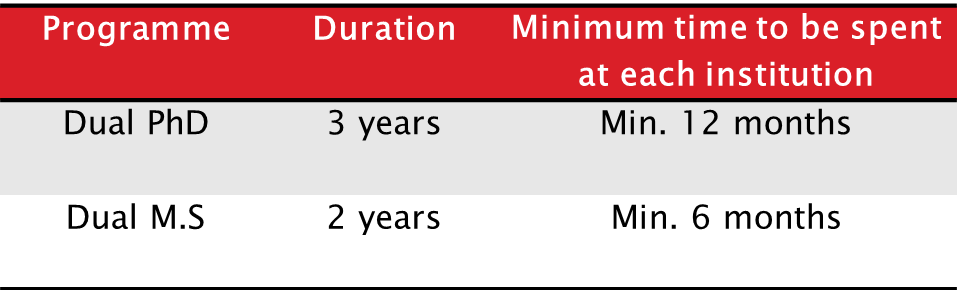 Programme Duration Minimum time to be spent
at each institution
Dual PhD 3 years Min. 12 months
Dual M.S 2 years Min. 6 months